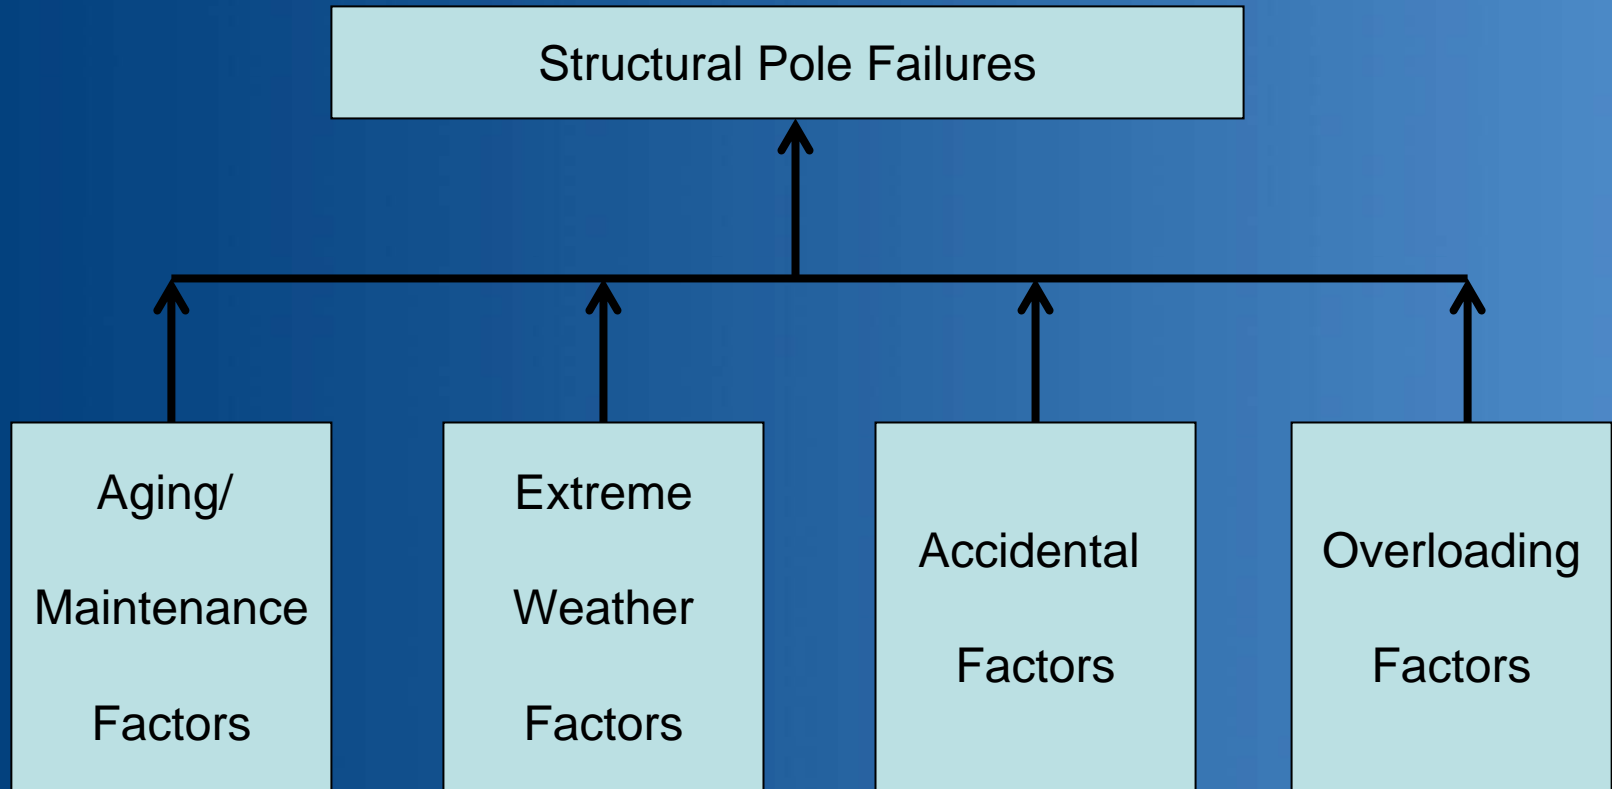 Structural Pole Failures
Aging/
Maintenance
Factors
Extreme
Weather
Factors
Accidental
Factors
Overloading
Factors